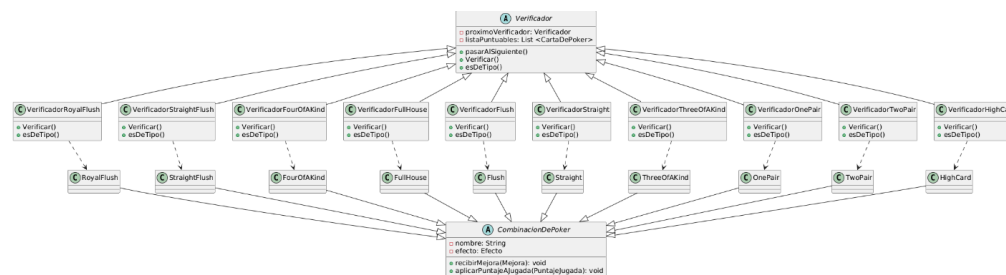 A Verificador
proximoVerificador: Verificador
listaPuntuables: List <CartaDePoker>
pasarAlSiguiente()
Verificar()
esDeTipo()
C VerificadorRoyalFlush C VerificadorStraightFlush C VerificadorFourOfAKind C VerificadorFullHouse C VerificadorFlush C VerificadorStraight C VerificadorThreeOfAKind C VerificadorOnePair C VerificadorTwoPair C VerificadorHighCa
Verificar() Verificar() Verificar() Verificar() Verificar() Verificar() Verificar() Verificar() Verificar() Verificar()
esDeTipo() esDeTipo() esDeTipo() esDeTipo() esDeTipo() esDeTipo() esDeTipo() esDeTipo() esDeTipo() esDeTipo()
C RoyalFlush C StraightFlush C FourOfAKind C FullHouse C Flush C Straight C ThreeOfAKind C OnePair C TwoPair C HighCard
A CombinacionDePoker
nombre: String
efecto: Efecto
recibirMejora(Mejora): void
aplicarPuntajeAJugada(PuntajeJugada): void